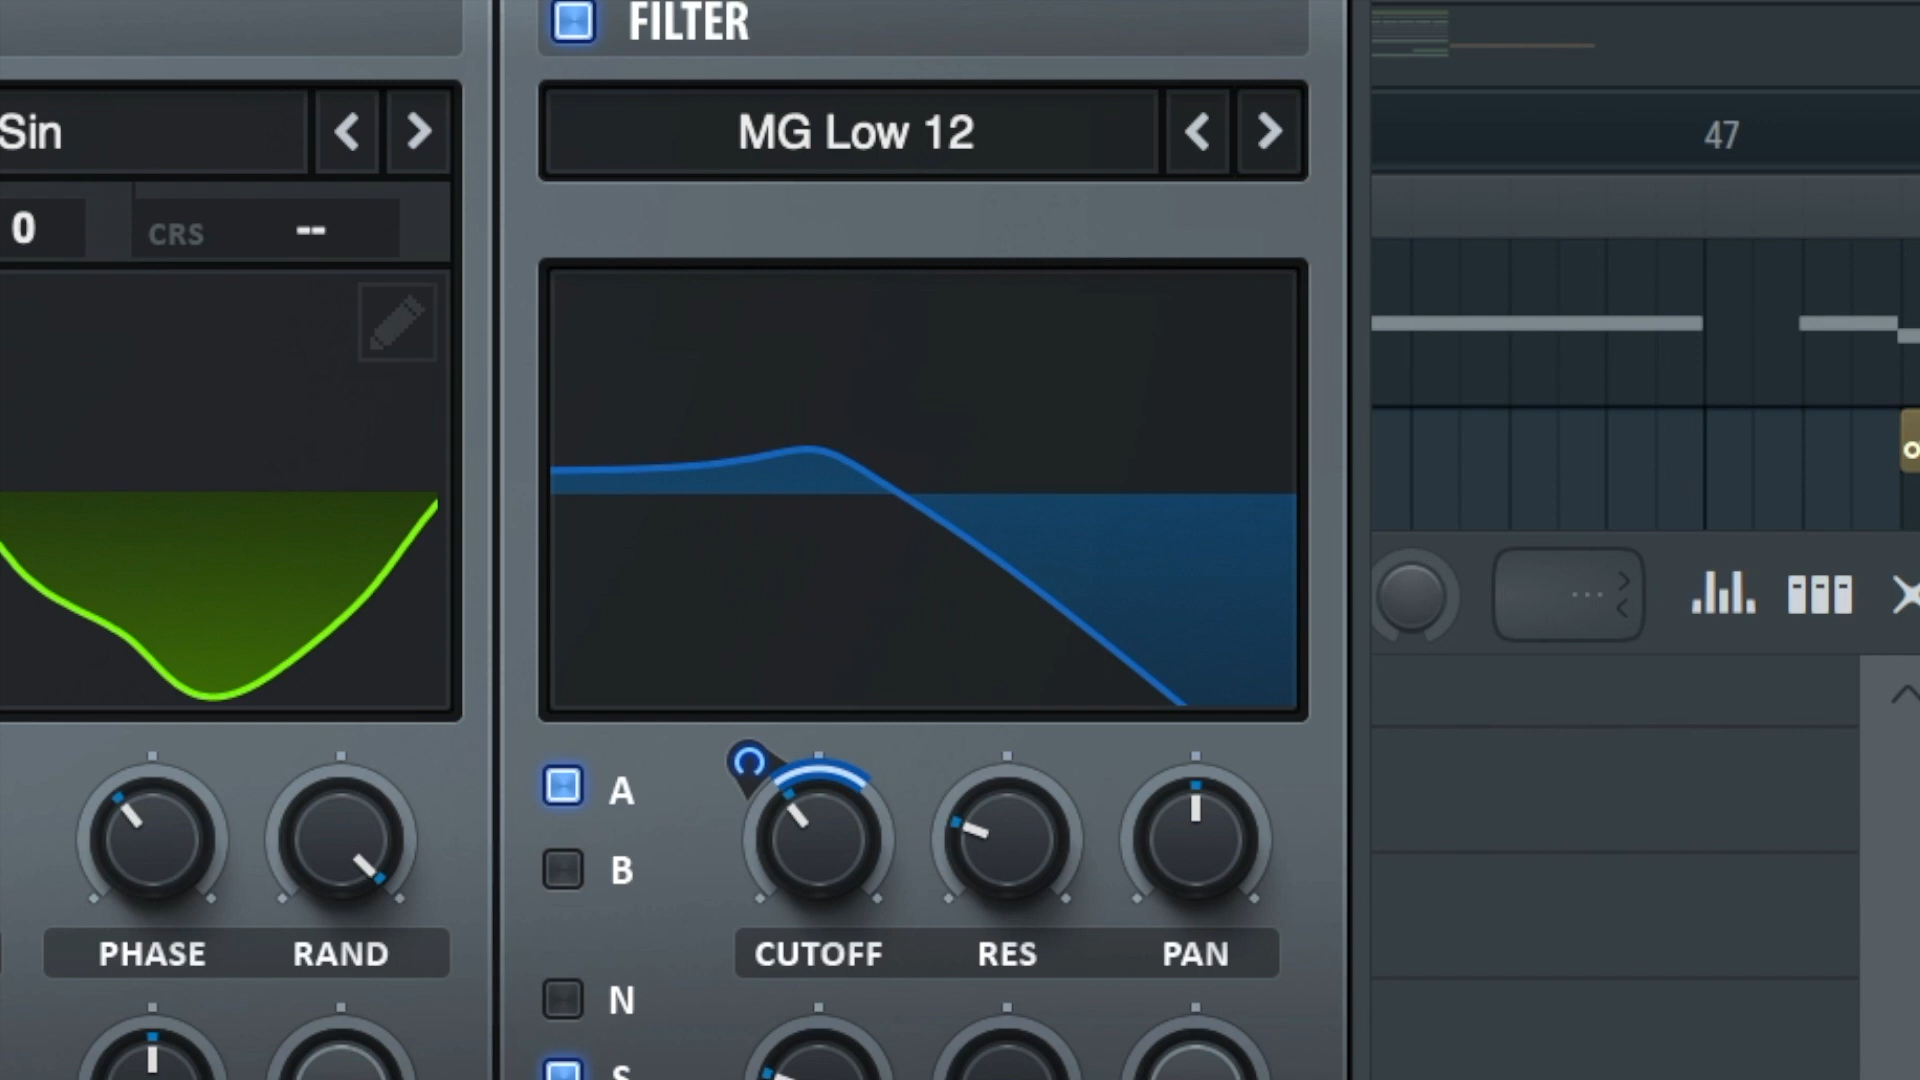 FILTER
Sin
MG Low 12
47
0
CRS
--
A
B
PHASE
RAND
CUTOFF
RES
PAN
N
S